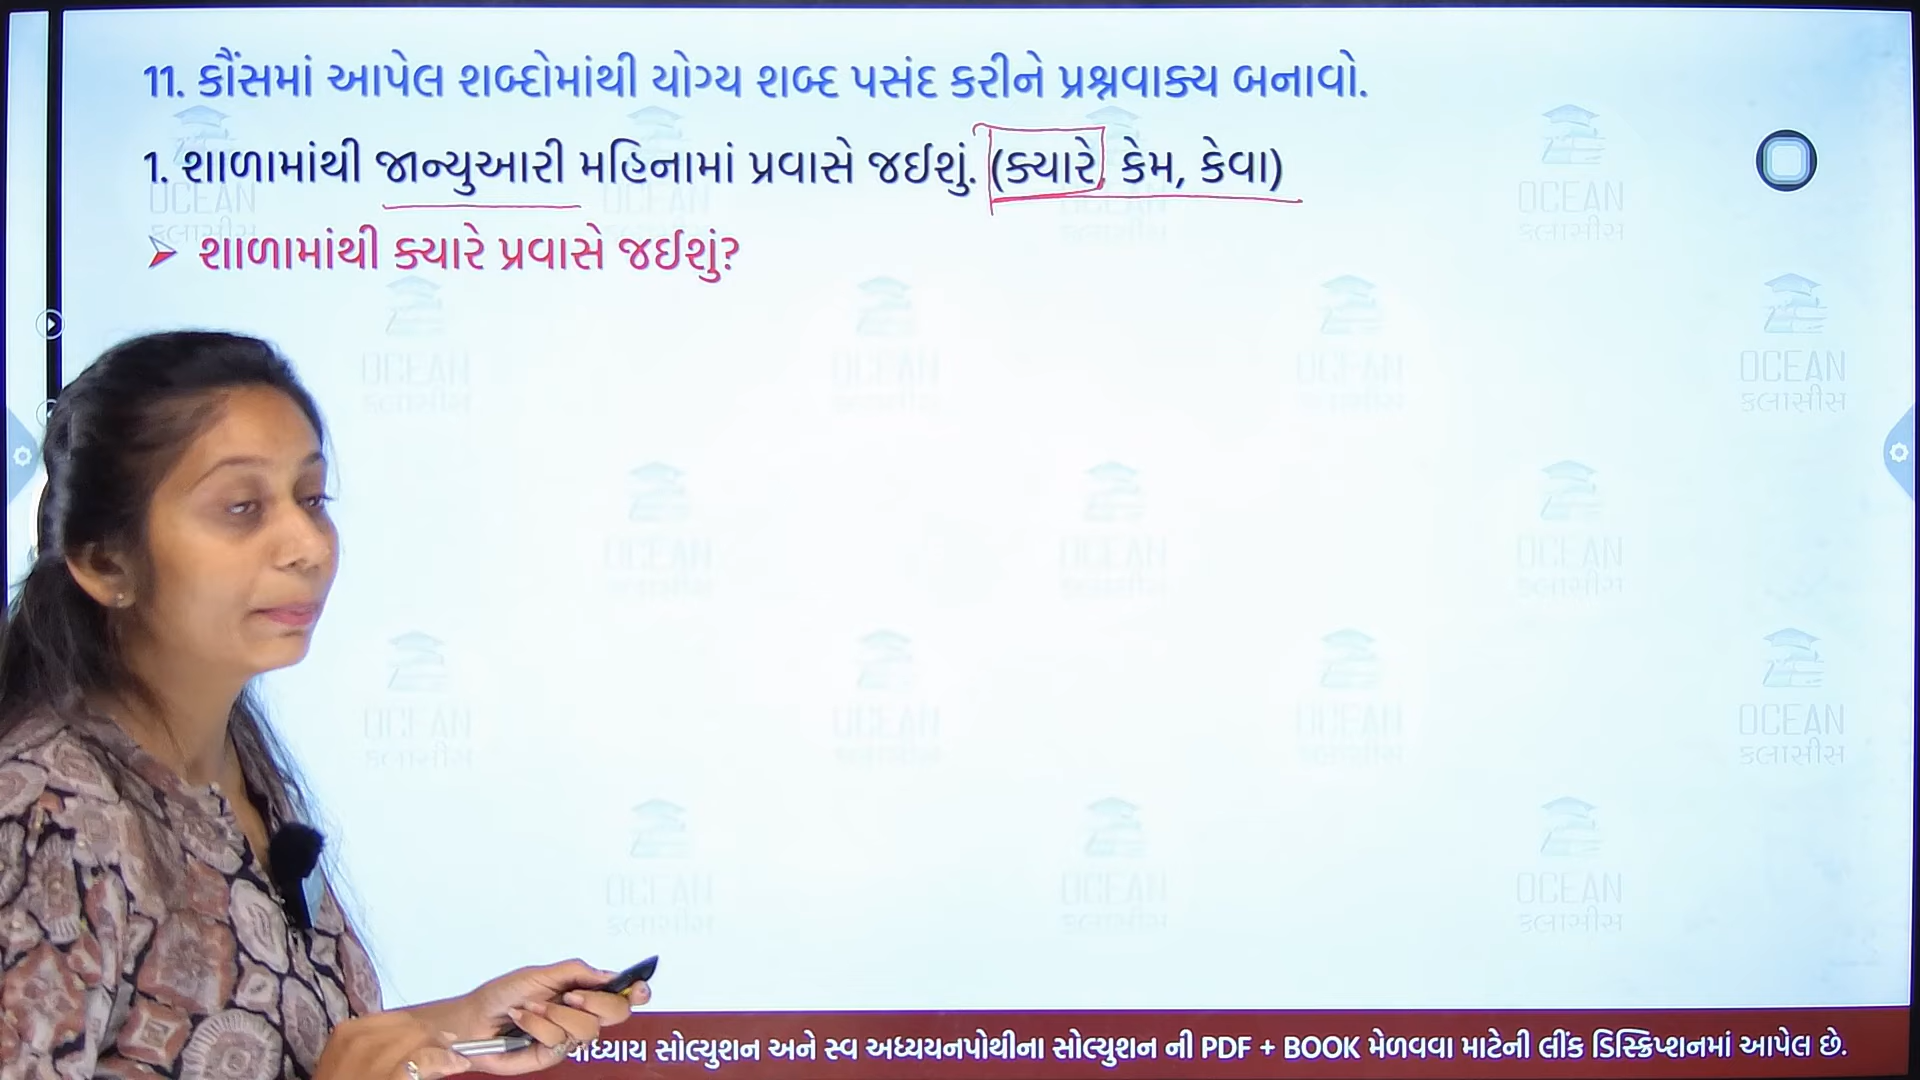 11. કૌંસમાં આપેલ શબ્દોમાંથી યોગ્ય શબ્દ પસંદ કરીને પ્રશ્નવાક્ય બનાવો.
1. શાળામાંથી જાન્યુઆરી મહિનામાં પ્રવાસે જઈશું. (ક્યારે, કેમ, કેવા)
➢ શાળામાંથી ક્યારે પ્રવાસે જઈશું?
OCEAN
ક્લાસીસ
સોલ્યુશન અને સ્વ અધ્યયનપોથીના સોલ્યુશન ની PDF + BOOK મેળવવા માટેની લીંક ડિસ્ક્રિપ્શનમાં આપેલ છે.